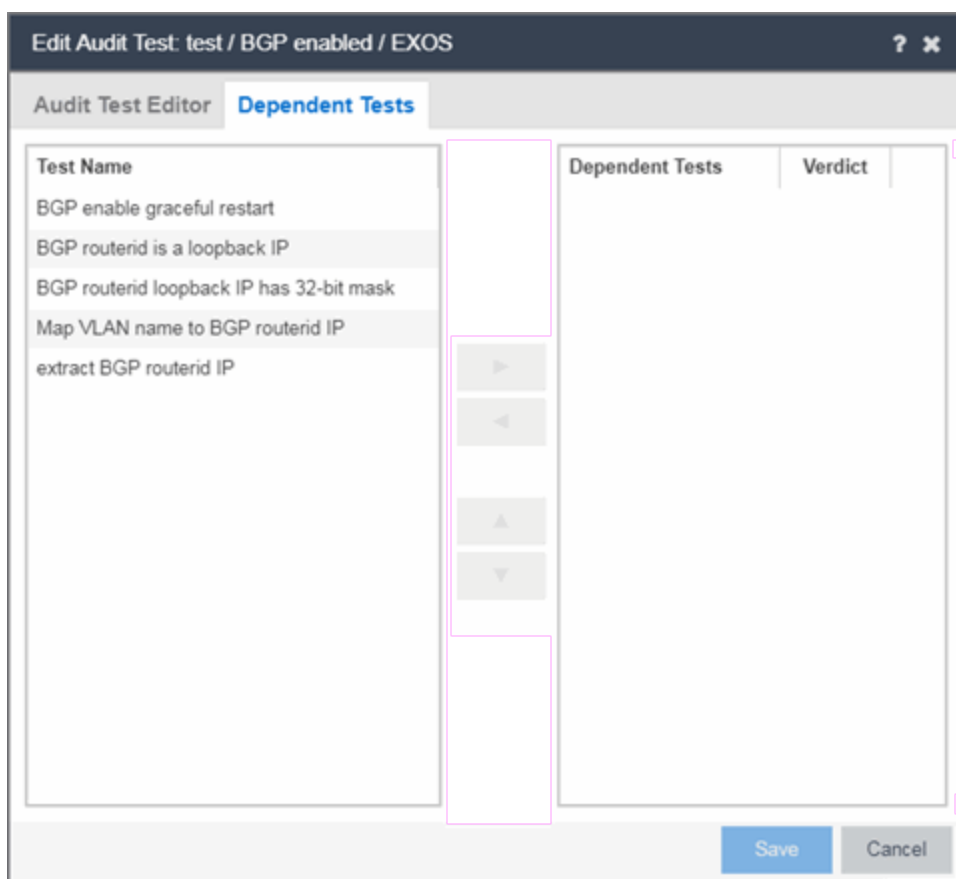 Edit Audit Test: test / BGP enabled / EXOS ? ✖
Audit Test Editor Dependent Tests
Test Name
BGP enable graceful restart
BGP routerid is a loopback IP
BGP routerid loopback IP has 32-bit mask
Map VLAN name to BGP routerid IP
extract BGP routerid IP
Dependent Tests Verdict
Save Cancel